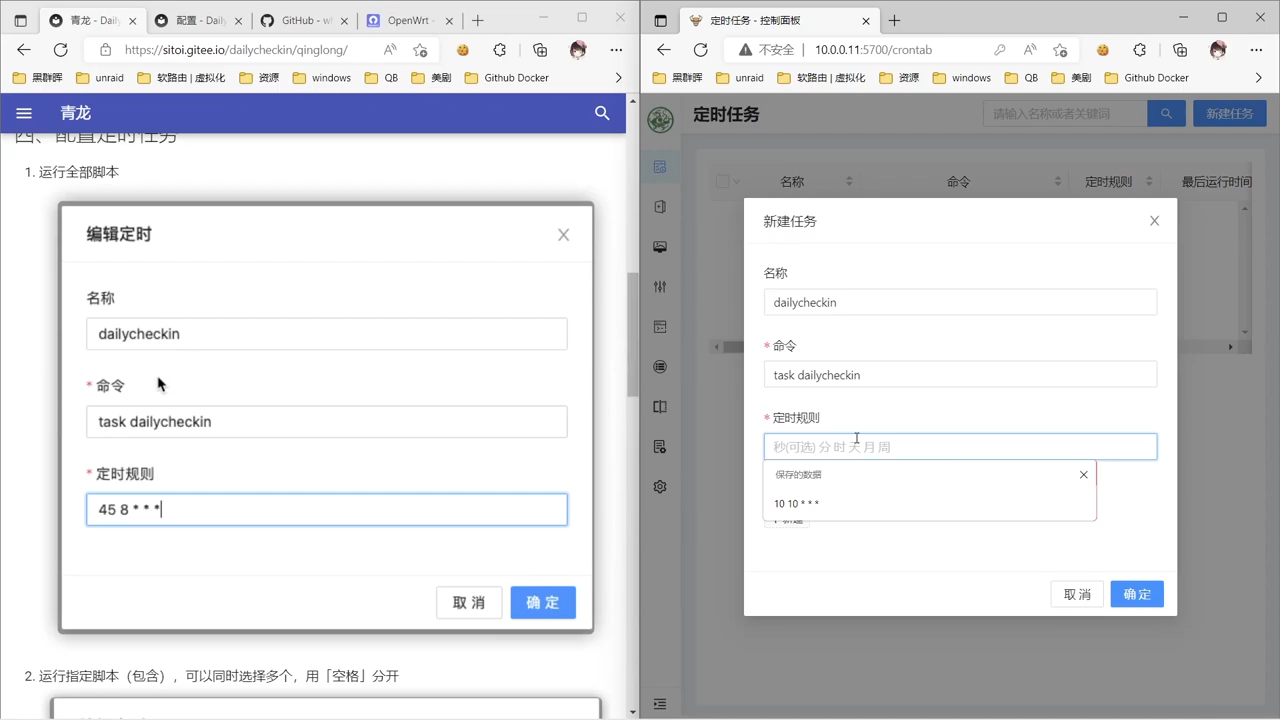 青龙 - Daily
配置 - Daily
GitHub - wh
OpenWrt -
https://sitoi.gitee.io/dailycheckin/qinglong/
黑群晖
unraid
软路由 | 虚拟化
资源
windows
QB
美剧
Github Docker
青龙
四、配置定时任务
1. 运行全部脚本
编辑定时
名称
dailycheckin
* 命令
task dailycheckin
* 定时规则
45 8 * * *
取 消
确 定
2. 运行指定脚本（包含），可以同时选择多个，用「空格」分开
定时任务 - 控制面板
不安全
10.0.0.11:5700/crontab
黑群晖
unraid
软路由 | 虚拟化
资源
windows
QB
美剧
Github Docker
定时任务
请输入名称或者关键词
新建任务
名称
命令
定时规则
最后运行时间
新建任务
名称
dailycheckin
* 命令
task dailycheckin
* 定时规则
秒(可选) 分 时 天 月 周
保存的数据
10 10 * * *
取 消
确 定